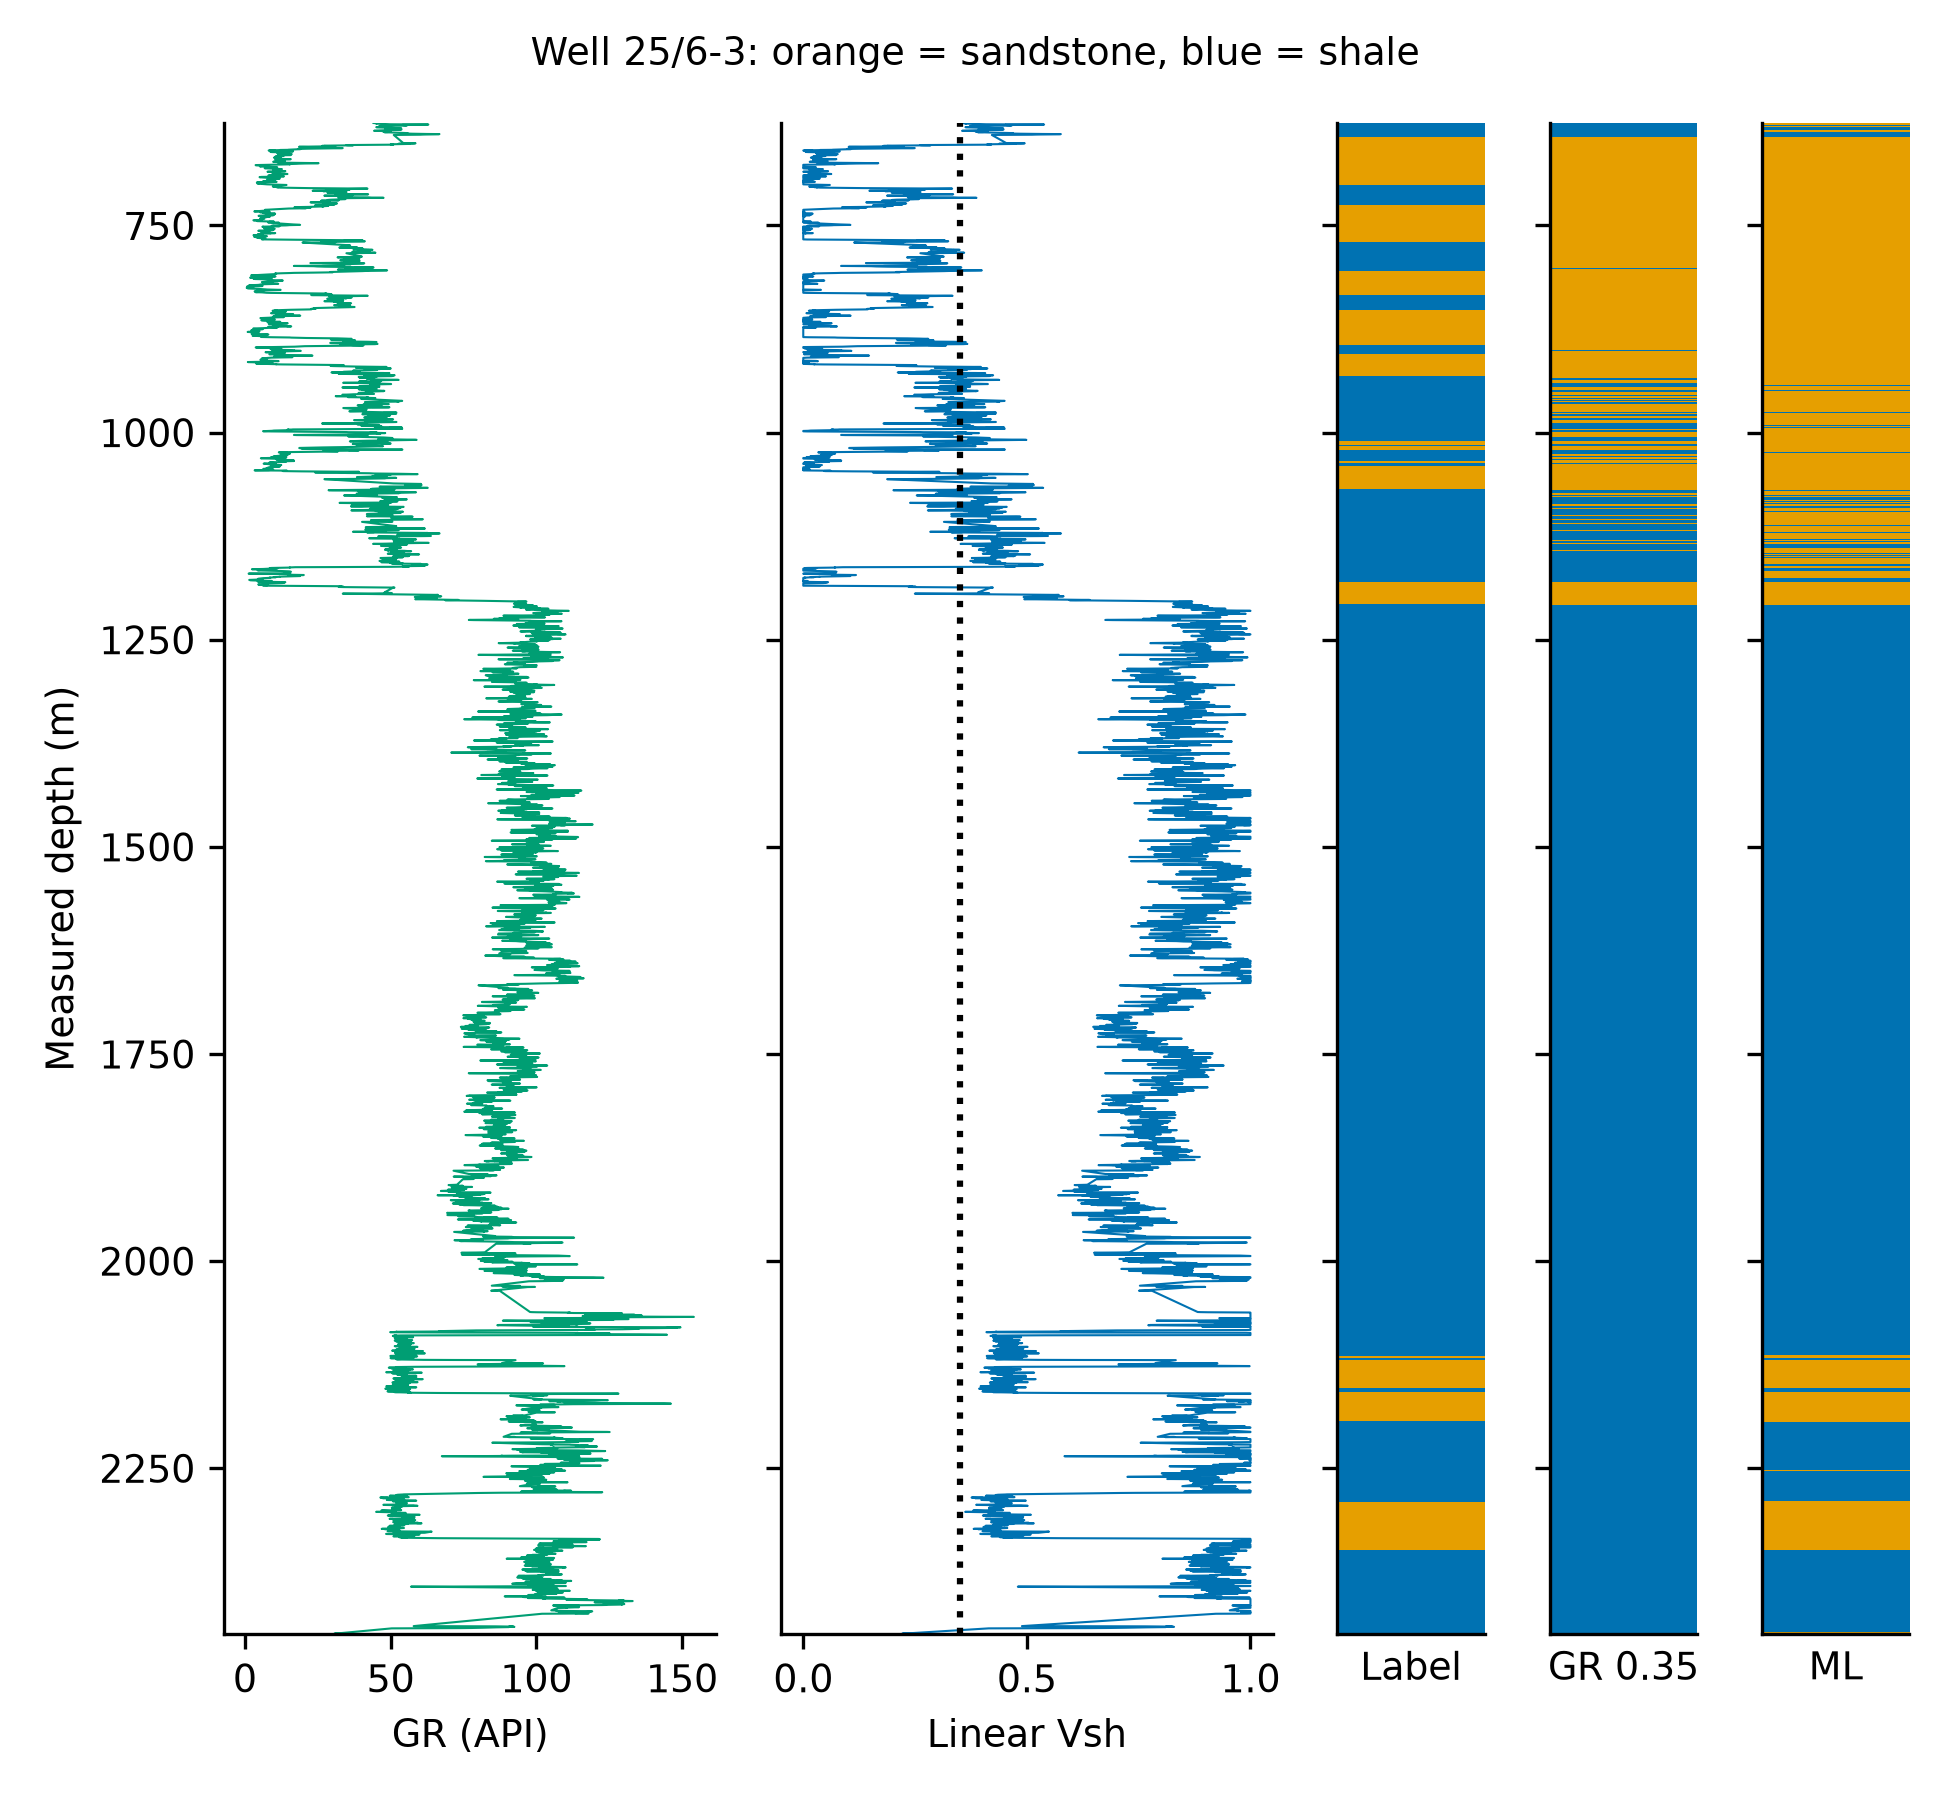 Well 25/6-3: orange = sandstone, blue = shale
Measured depth (m)
750
1000
1250
1500
1750
2000
2250
0 50 100 150
GR (API)
0.0 0.5 1.0
Linear Vsh
Label
GR 0.35
ML